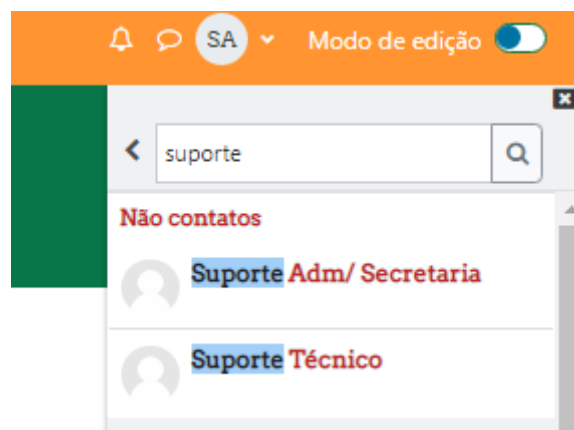 SA Modo de edição
suporte
Não contatos
Suporte Adm/ Secretaria
Suporte Técnico